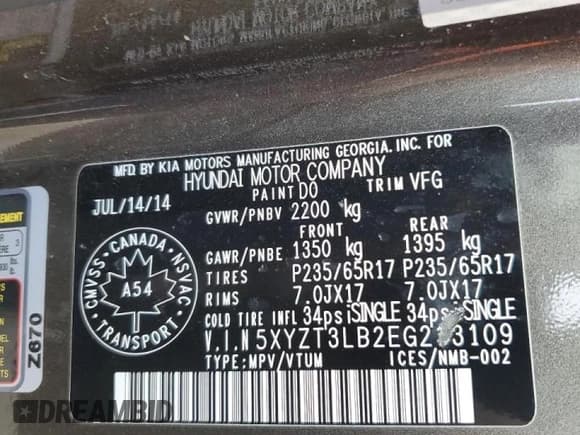 MFD. BY KIA MOTORS MANUFACTURING GEORGIA. INC. FOR
HYUNDAI MOTOR COMPANY
JUL/14/14
PAINT D0 TRIM VFG
GVWR/PNBV 2200 kg
FRONT REAR
GAWR/PNBE 1350 kg 1395 kg
TIRES P235/65R17 P235/65R17
RIMS 7.0JX17 7.0JX17
COLD TIRE INFL 34psi SINGLE 34psi SINGLE
V.I.N
TYPE: MPV/VTUM ICES/NMB-002
CMVSS · CANADA · NSVAC
A54
TRANSPORT
Z670
DREAMBID